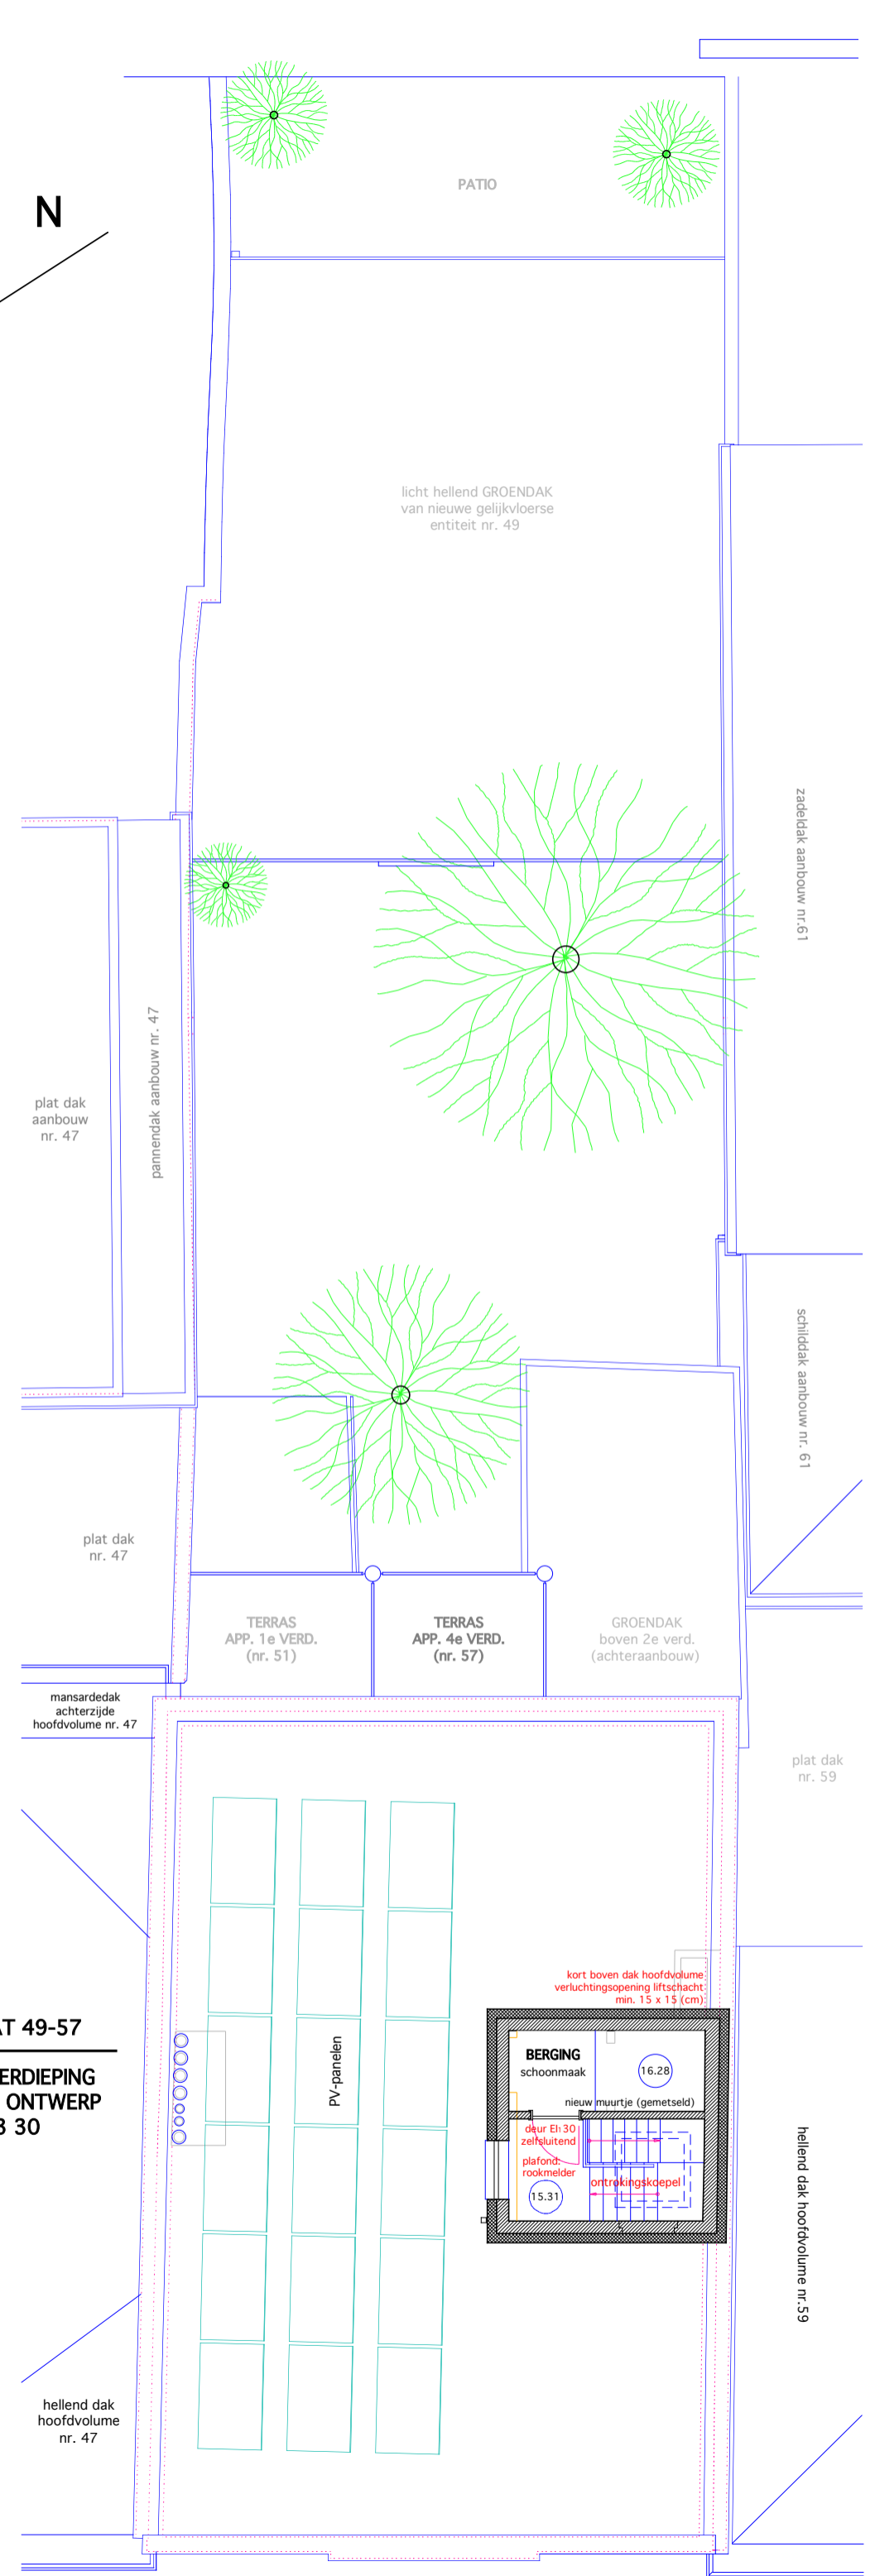 N
PATIO
licht hellend GROENDAK
van nieuwe gelijkvloerse
entiteit nr. 49
zadeldak aanbouw nr.61
pannendak aanbouw nr. 47
plat dak
aanbouw
nr. 47
schilddak aanbouw nr. 61
plat dak
nr. 47
TERRAS
APP. 1e VERD.
(nr. 51)
TERRAS
APP. 4e VERD.
(nr. 57)
GROENDAK
boven 2e verd.
(achteraanbouw)
mansardedak
achterzijde
hoofdvolume nr. 47
plat dak
nr. 59
kort boven dak hoofdvolume
verluchtingsopening liftschacht
min. 15 x 15 (cm)
AT 49-57
ERDIEPING
ONTWERP
3 30
PV-panelen
BERGING
schoonmaak
16.28
nieuw muurtje (gemetseld)
deur EI 30
zelfsluitend
plafond:
rookmelder
ontrokingskoepel
15.31
hellend dak hoofdvolume nr.59
hellend dak
hoofdvolume
nr. 47